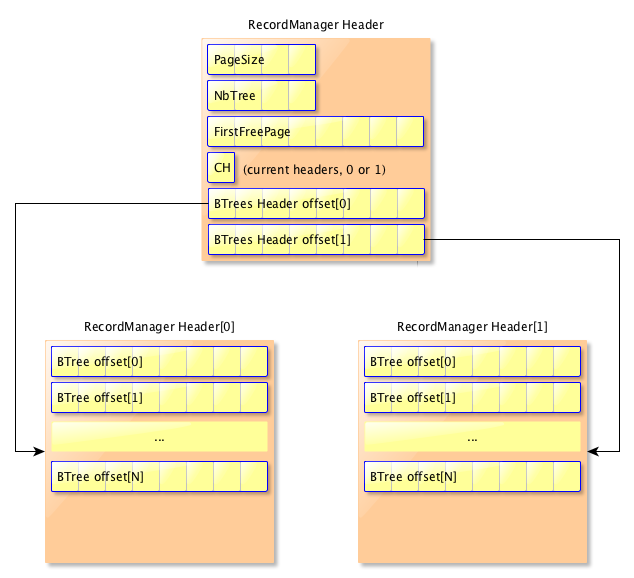 RecordManager Header
PageSize
NbTree
FirstFreePage
CH (current headers, 0 or 1)
BTrees Header offset[0]
BTrees Header offset[1]
RecordManager Header[0]
BTree offset[0]
BTree offset[1]
...
BTree offset[N]
RecordManager Header[1]
BTree offset[0]
BTree offset[1]
...
BTree offset[N]